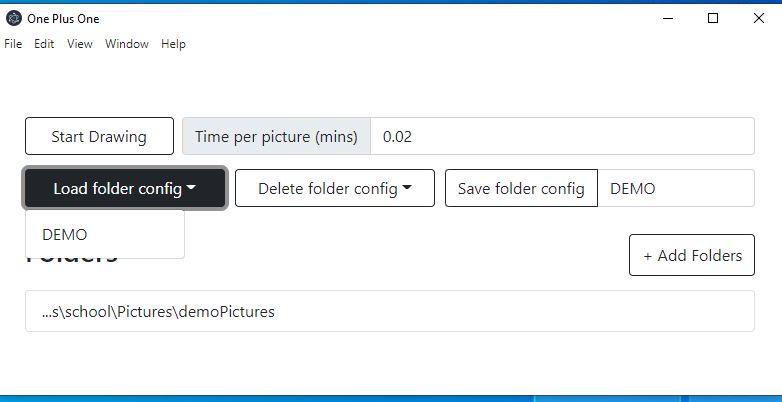 One Plus One
File Edit View Window Help
Start Drawing Time per picture (mins) 0.02
Load folder config Delete folder config Save folder config DEMO
DEMO
Folders + Add Folders
...s\school\Pictures\demoPictures